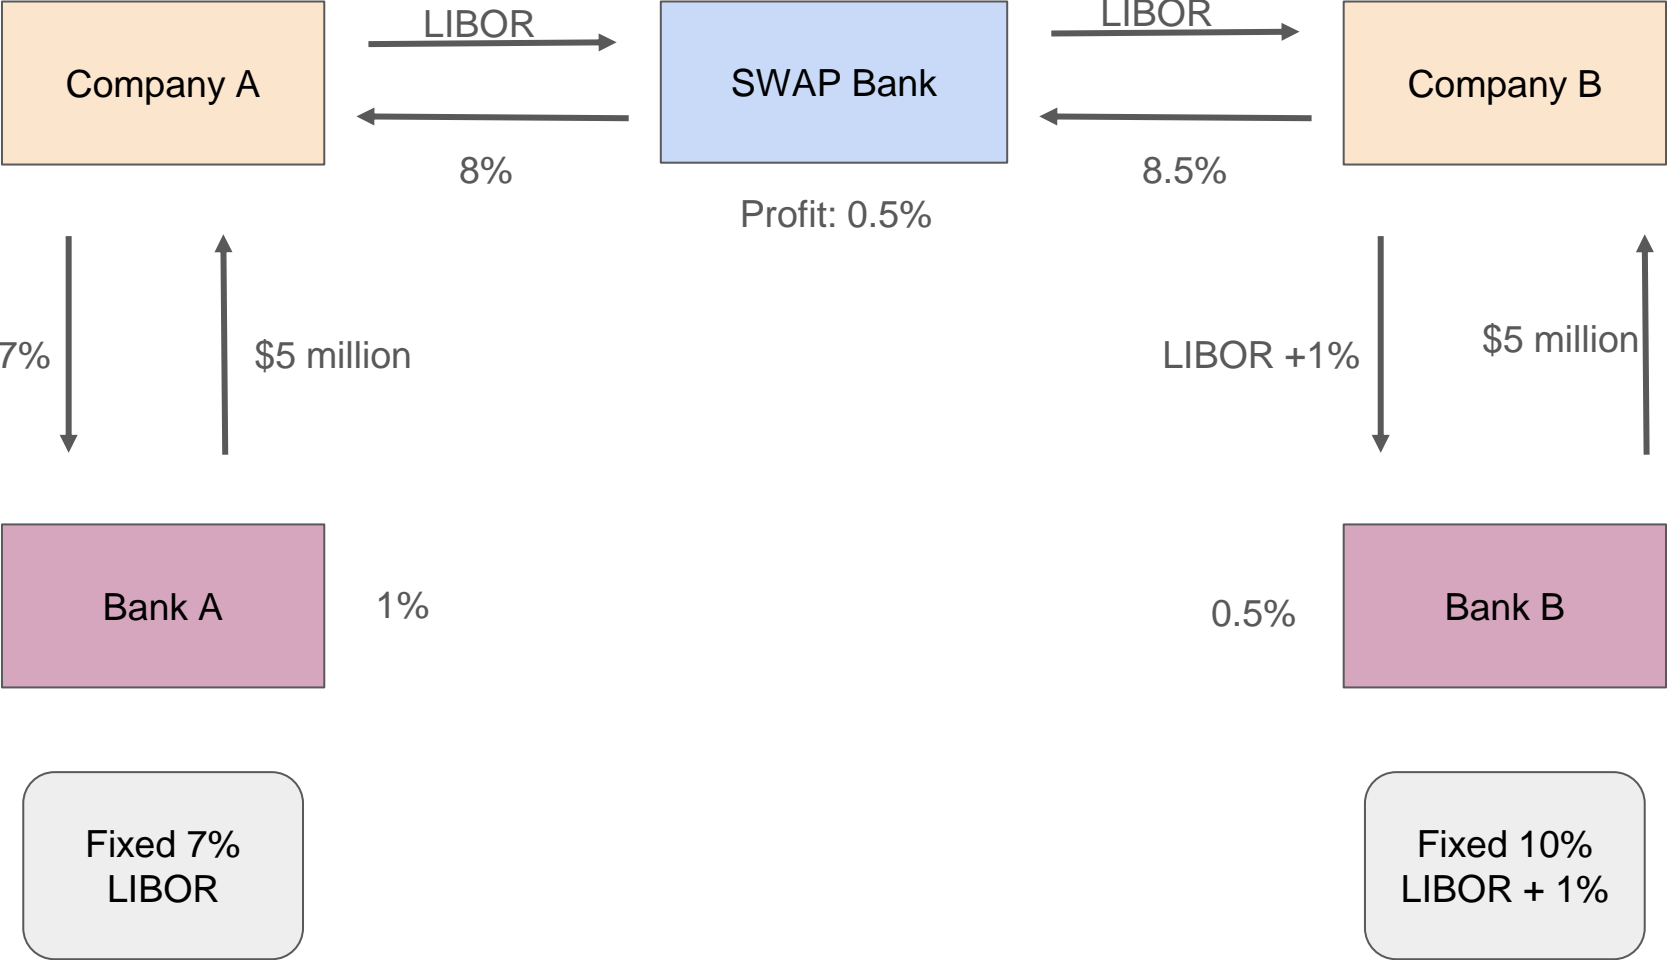 LIBOR
LIBOR
Company A
SWAP Bank
Company B
8%
8.5%
Profit: 0.5%
7%
$5 million
LIBOR +1%
$5 million
Bank A
1%
0.5%
Bank B
Fixed 7%
LIBOR
Fixed 10%
LIBOR + 1%